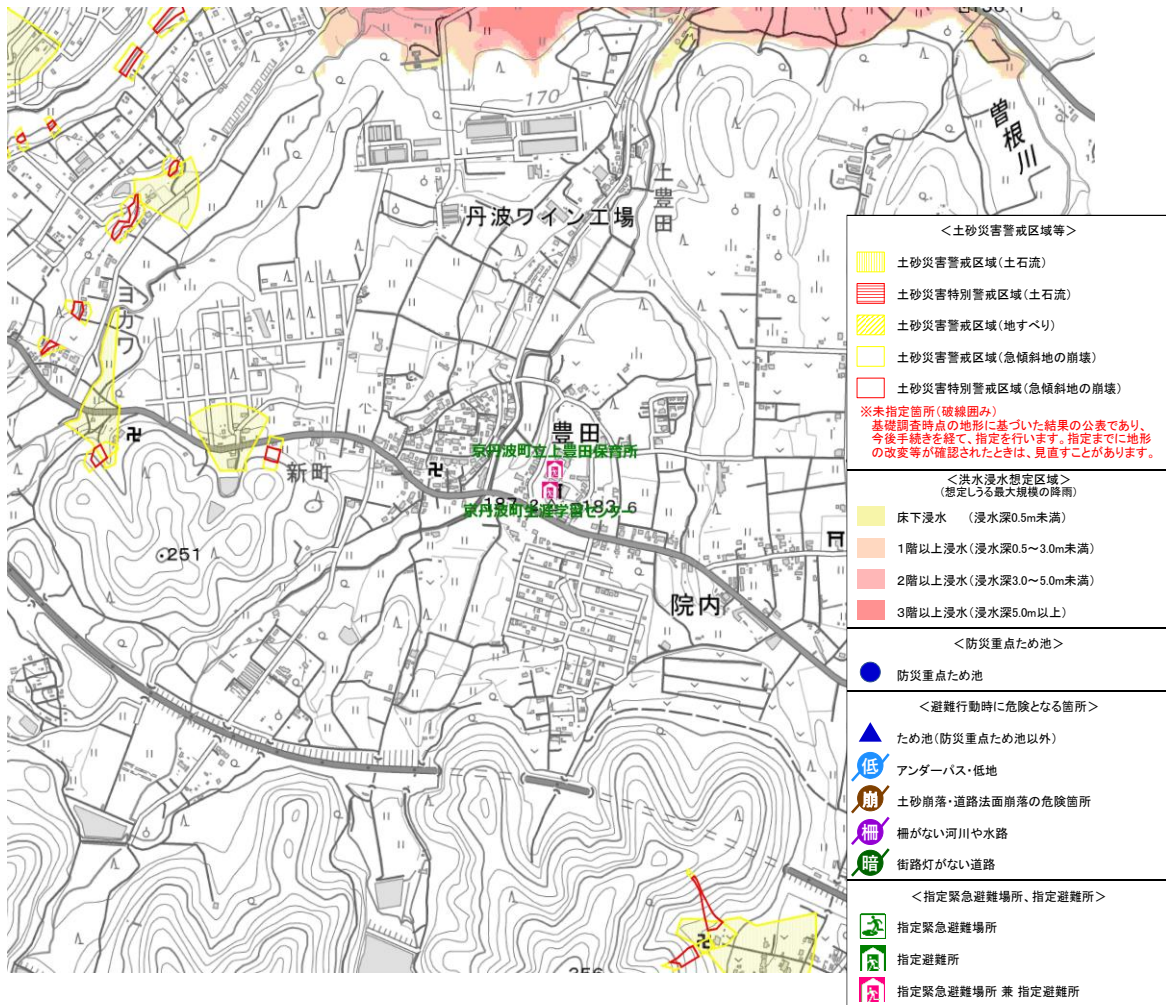 170
曽根川
上豊田
丹波ワイン工場
ヨカワ
豊田
京丹波町立上豊田保育所
新町
京丹波町生涯学習センター
251
院内
＜土砂災害警戒区域等＞
土砂災害警戒区域(土石流)
土砂災害特別警戒区域(土石流)
土砂災害警戒区域(地すべり)
土砂災害警戒区域(急傾斜地の崩壊)
土砂災害特別警戒区域(急傾斜地の崩壊)
※未指定箇所(破線囲み)
基礎調査時点の地形に基づいた結果の公表であり、
今後手続きを経て、指定を行います。指定までに地形
の改変等が確認されたときは、見直すことがあります。
＜洪水浸水想定区域＞
(想定しうる最大規模の降雨)
床下浸水　(浸水深0.5m未満)
1階以上浸水(浸水深0.5～3.0m未満)
2階以上浸水(浸水深3.0～5.0m未満)
3階以上浸水(浸水深5.0m以上)
＜防災重点ため池＞
防災重点ため池
＜避難行動時に危険となる箇所＞
ため池(防災重点ため池以外)
低 アンダーパス・低地
崩 土砂崩落・道路法面崩落の危険箇所
柵 柵がない河川や水路
暗 街路灯がない道路
＜指定緊急避難場所、指定避難所＞
指定緊急避難場所
指定避難所
指定緊急避難場所 兼 指定避難所